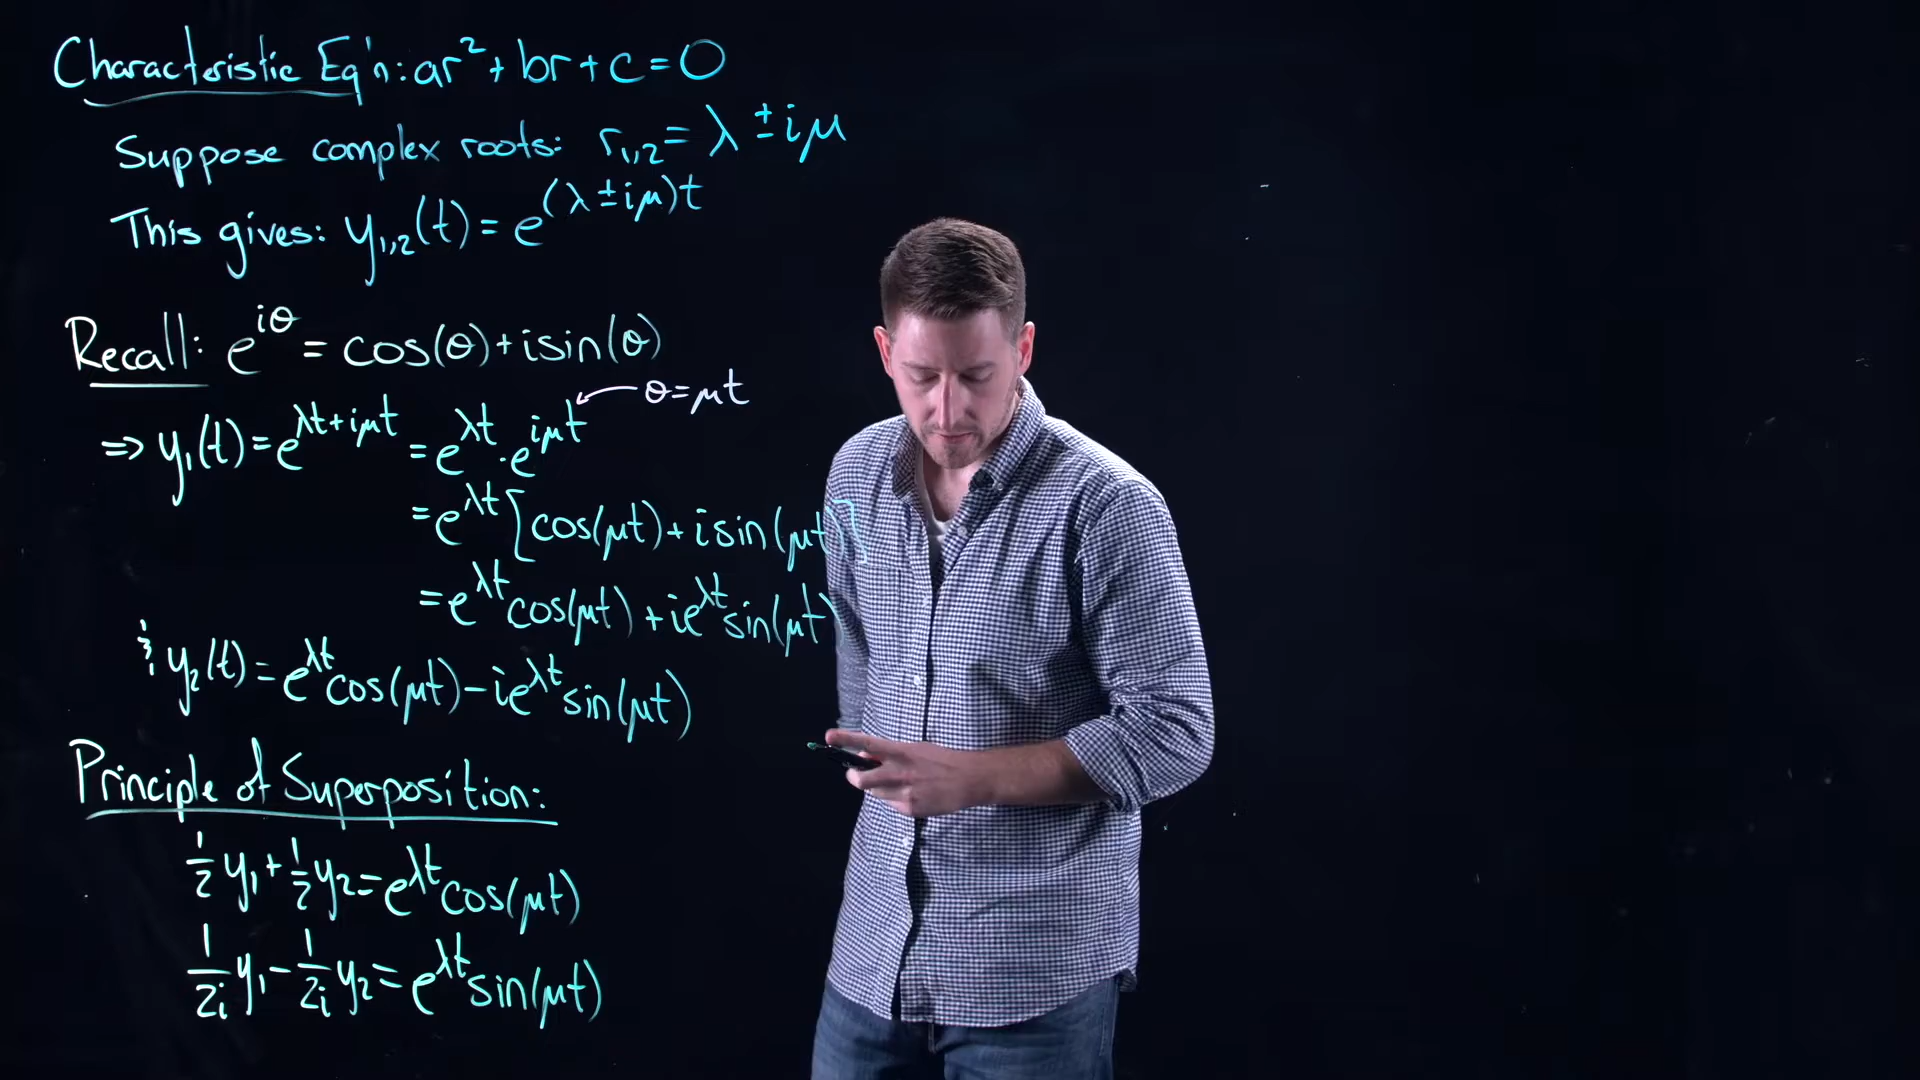 Characteristic Eq'n: ar² + br + c = 0
Suppose complex roots: r₁,₂ = λ ± iμ
This gives: y₁,₂(t) = e^(λ ± iμ)t
Recall: e^iθ = cos(θ) + isin(θ)
θ = μt
⇒ y₁(t) = e^λt+iμt = e^λt · e^iμt
= e^λt [cos(μt) + isin(μt)]
= e^λt cos(μt) + ie^λt sin(μt)
& y₂(t) = e^λt cos(μt) − ie^λt sin(μt)
Principle of Superposition:
1/2 y₁ + 1/2 y₂ = e^λt cos(μt)
1/2i y₁ − 1/2i y₂ = e^λt sin(μt)